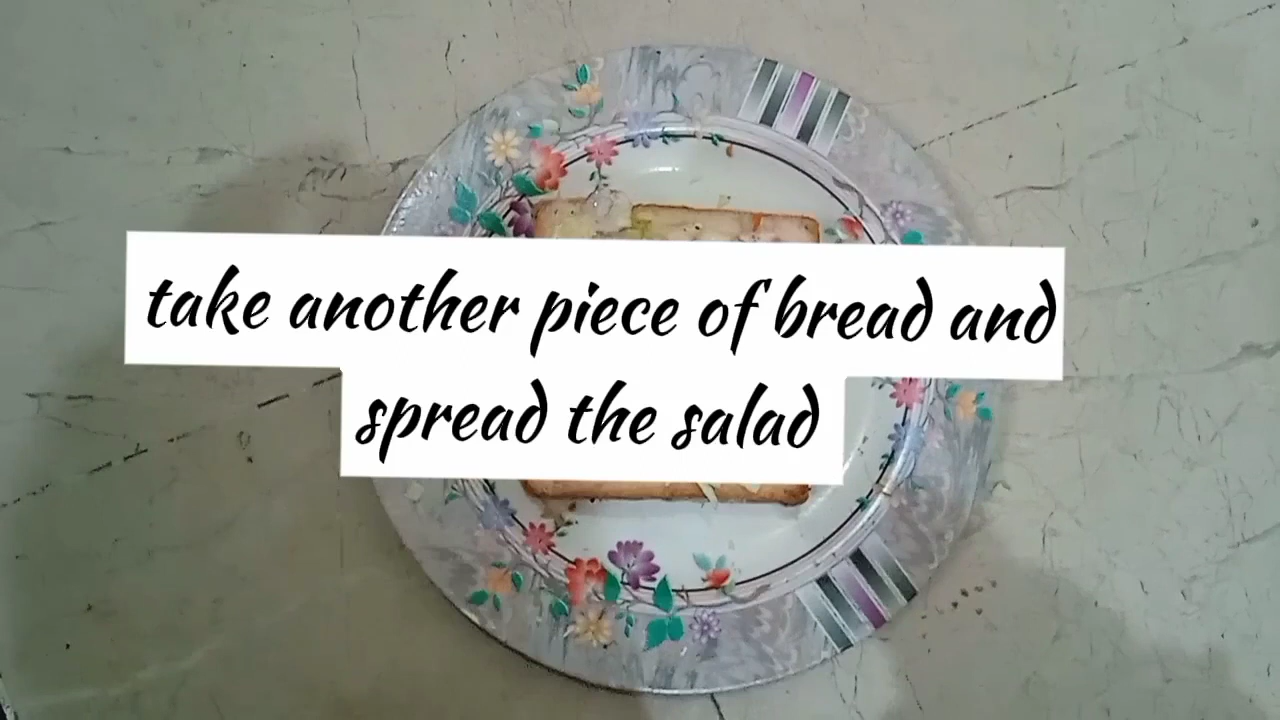 take another piece of bread and
spread the salad